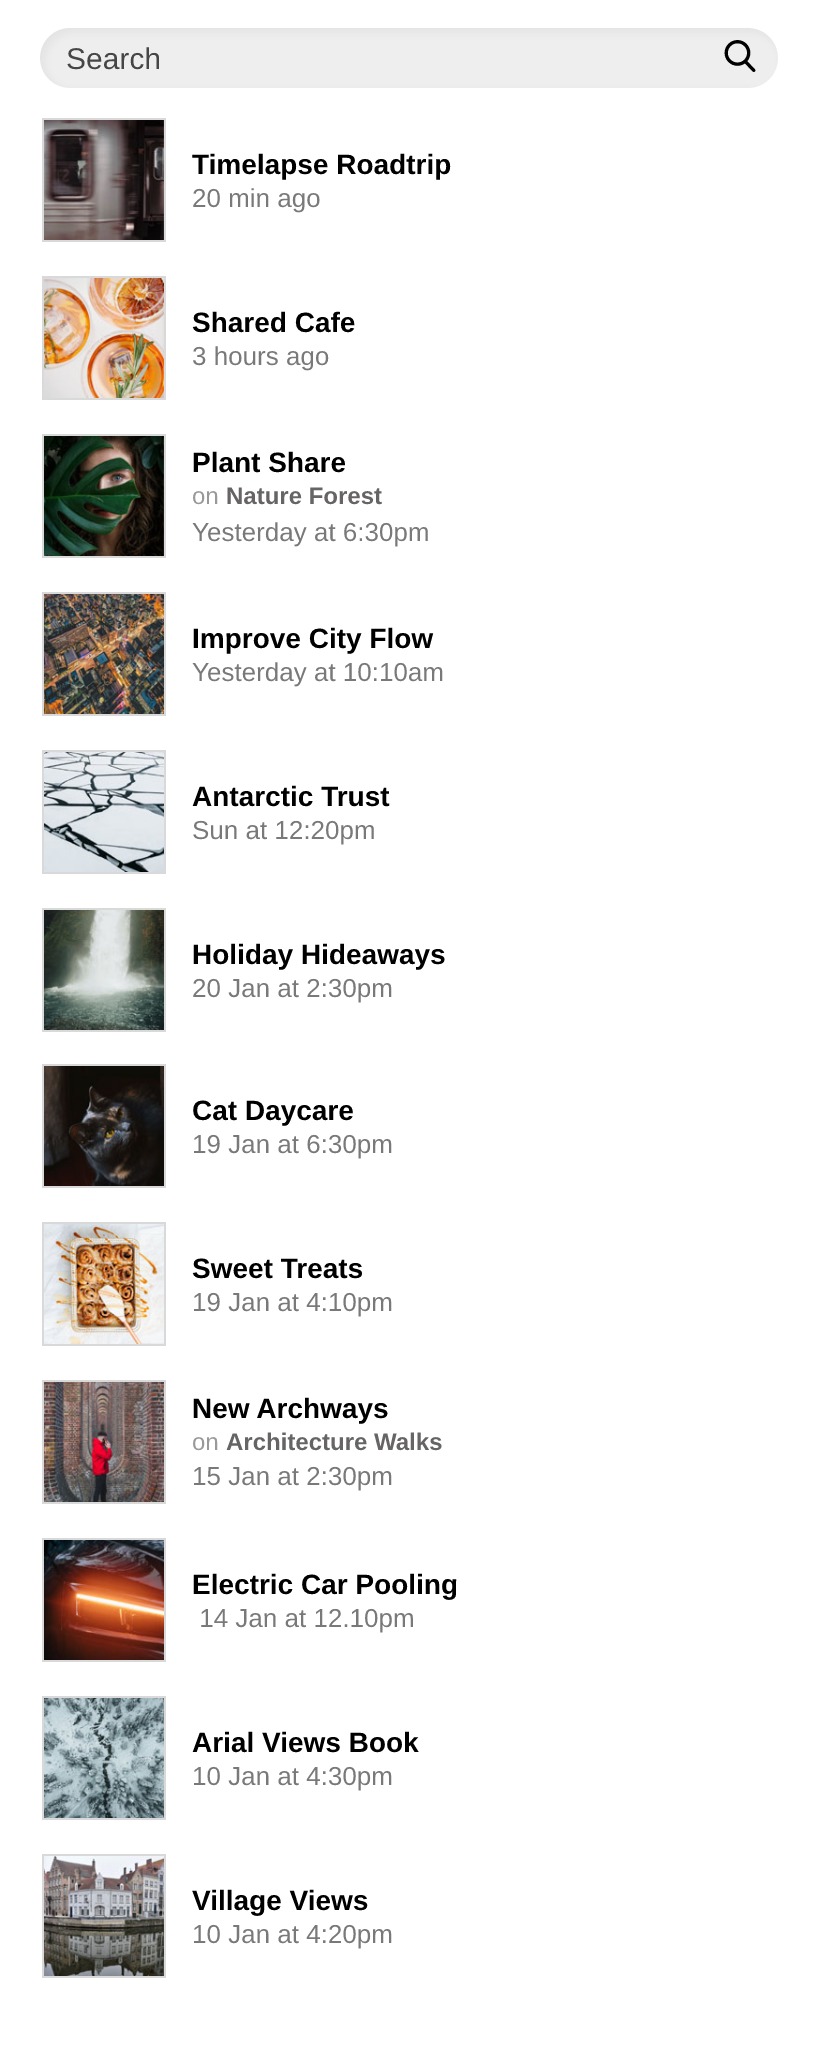 Search
Timelapse Roadtrip
20 min ago
Shared Cafe
3 hours ago
Plant Share
on Nature Forest
Yesterday at 6:30pm
Improve City Flow
Yesterday at 10:10am
Antarctic Trust
Sun at 12:20pm
Holiday Hideaways
20 Jan at 2:30pm
Cat Daycare
19 Jan at 6:30pm
Sweet Treats
19 Jan at 4:10pm
New Archways
on Architecture Walks
15 Jan at 2:30pm
Electric Car Pooling
14 Jan at 12.10pm
Arial Views Book
10 Jan at 4:30pm
Village Views
10 Jan at 4:20pm